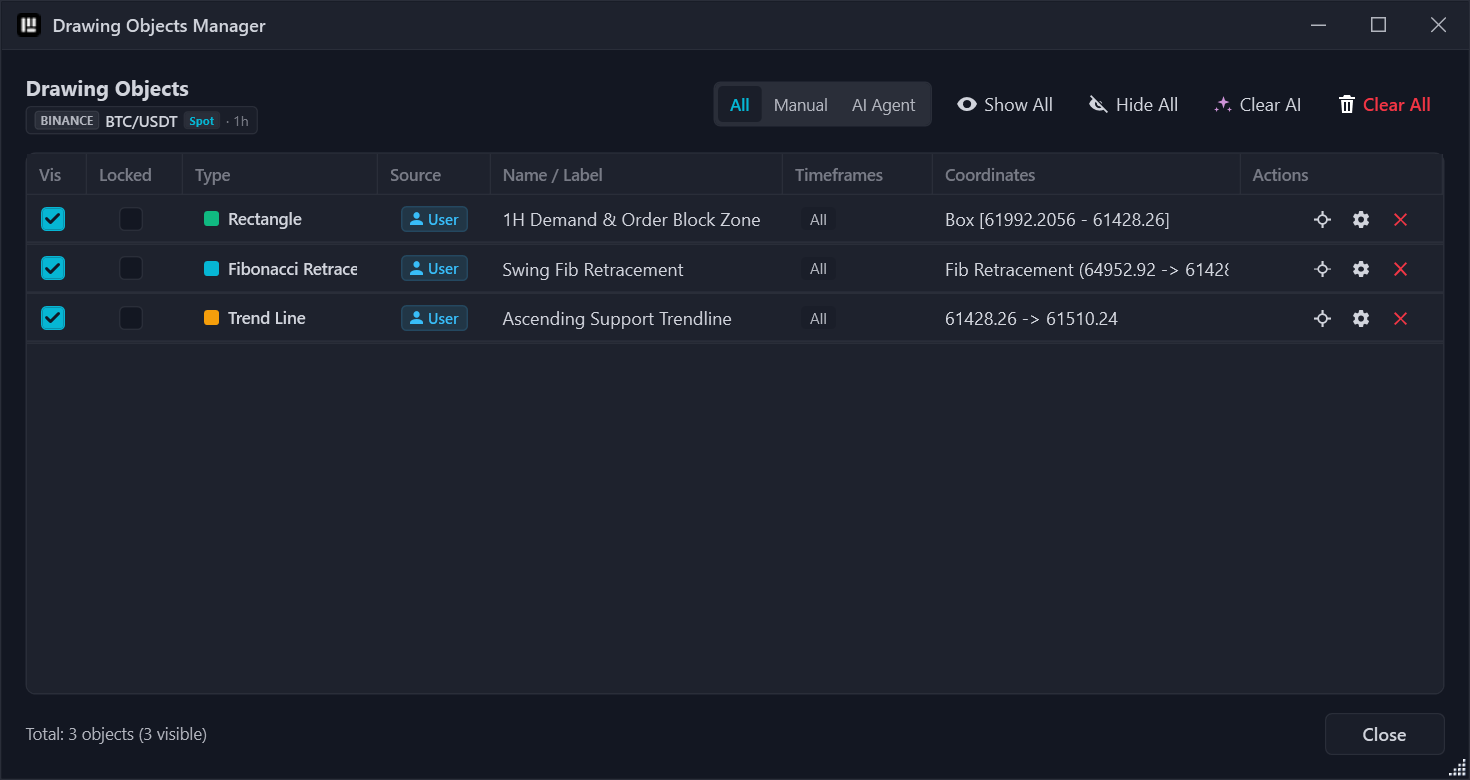 Drawing Objects Manager
Drawing Objects
BINANCE BTC/USDT Spot · 1h
All Manual AI Agent Show All Hide All Clear AI Clear All
Vis Locked Type Source Name / Label Timeframes Coordinates Actions
Rectangle User 1H Demand & Order Block Zone All Box [61992.2056 - 61428.26]
Fibonacci Retrace User Swing Fib Retracement All Fib Retracement (64952.92 -> 61428
Trend Line User Ascending Support Trendline All 61428.26 -> 61510.24
Total: 3 objects (3 visible)
Close